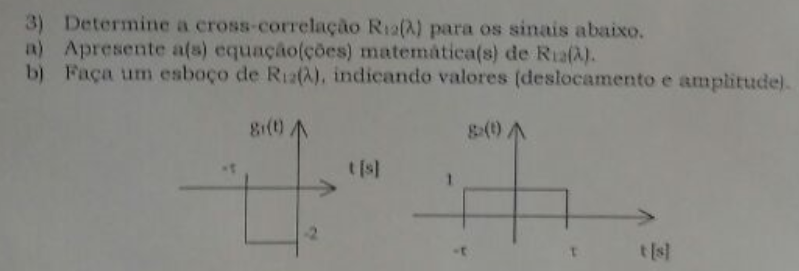 3) Determine a cross-correlação R₁₂(λ) para os sinais abaixo.
a) Apresente a(s) equação(ções) matemática(s) de R₁₂(λ).
b) Faça um esboço de R₁₂(λ), indicando valores (deslocamento e amplitude).
g₁(t) g₂(t)
-τ t [s] 1
-2
-τ τ t [s]